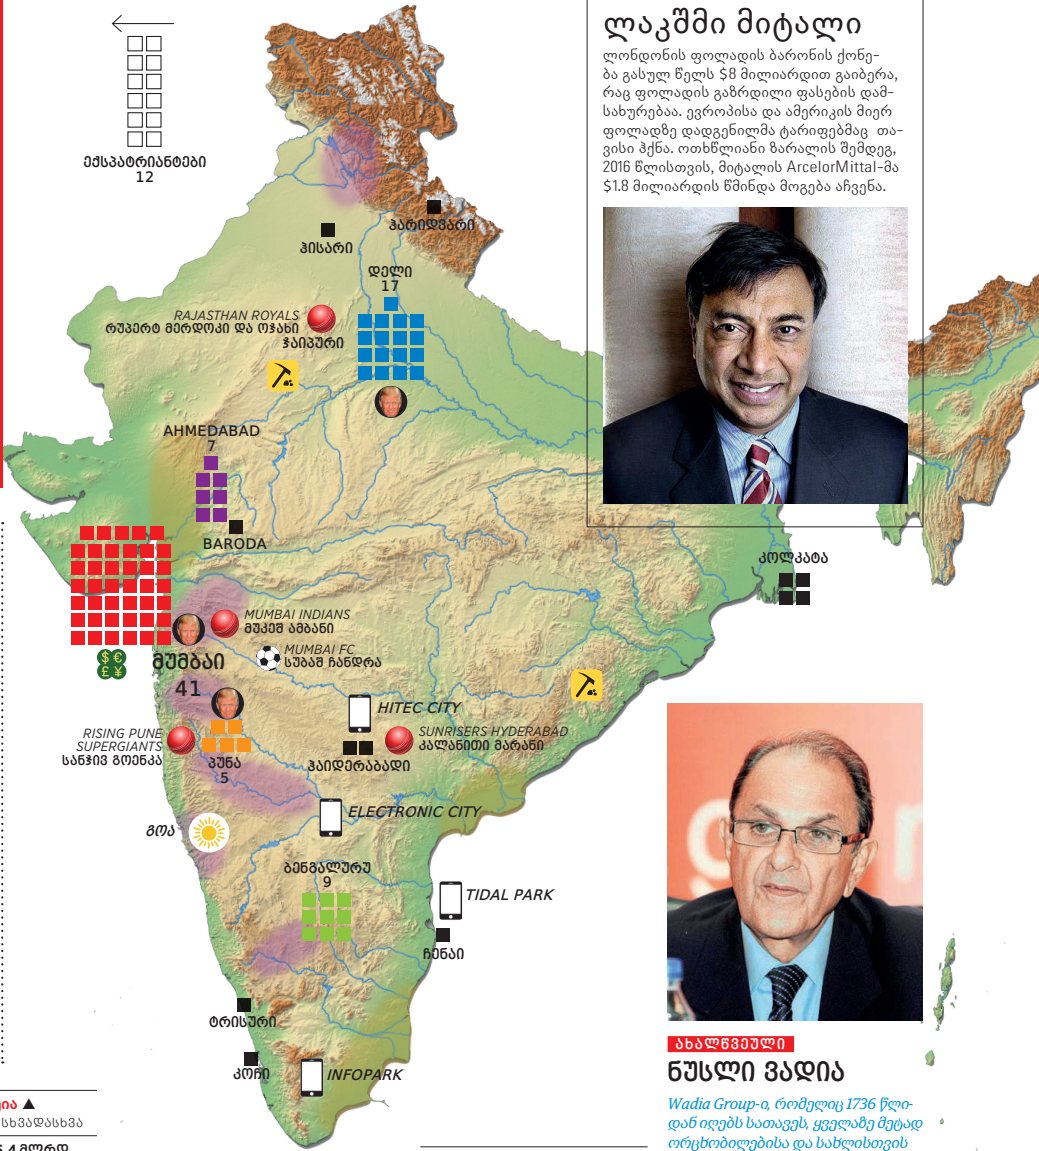 ექსპატრიანტები
12
ლაკშმი მიტალი
ლონდონის ფოლადის ბარონის ქონე-
ბა გასულ წელს $8 მილიარდით გაიბერა,
რაც ფოლადის გაზრდილი ფასების დამ-
სახურებაა. ევროპისა და ამერიკის მიერ
ფოლადზე დადგენილმა ტარიფებმაც თა-
ვისი ჰქნა. ოთხწლიანი ზარალის შემდეგ,
2016 წლისთვის, მიტალის ArcelorMittal-მა
$1.8 მილიარდის წმინდა მოგება აჩვენა.
ჰარიდვარი
ჰისარი
დელი
17
RAJASTHAN ROYALS
რუპერტ მერდოკი და ოჯახი
ჯაიპური
AHMEDABAD
7
BARODA
კოლკატა
MUMBAI INDIANS
მუკეშ ამბანი
MUMBAI FC
სუბაშ ჩანდრა
$ €
£ ¥
მუმბაი
41
HITEC CITY
RISING PUNE
SUPERGIANTS
სანჯივ გოენკა
პუნა
5
SUNRISERS HYDERABAD
კალანითი მარანი
ჰაიდერაბადი
ELECTRONIC CITY
გოა
ბენგალურუ
9
TIDAL PARK
ჩენაი
ტრისური
კოჩი
INFOPARK
ახალწვეული
ნუსლი ვადია
Wadia Group-ი, რომელიც 1736 წლი-
დან იღებს სათავეს, ყველაზე მეტად
ორცხობილებისა და სახლისთვის
სხვადასხვა